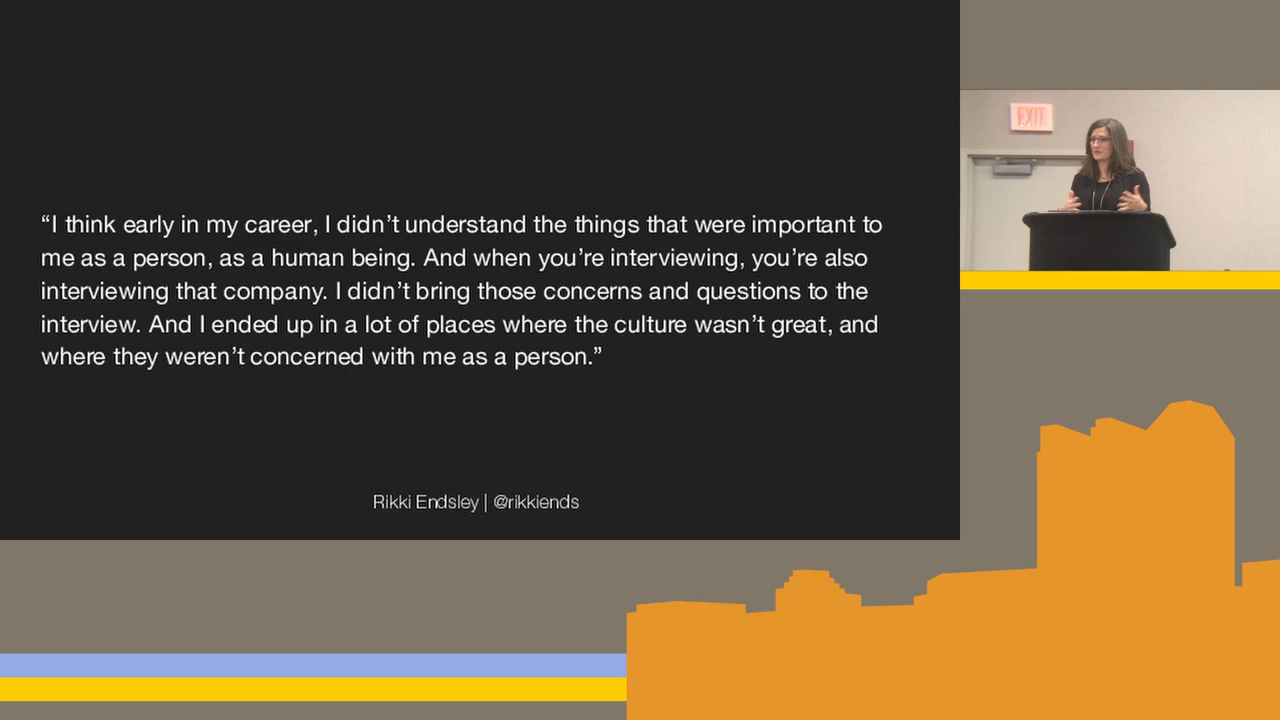 “I think early in my career, I didn’t understand the things that were important to
me as a person, as a human being. And when you’re interviewing, you’re also
interviewing that company. I didn’t bring those concerns and questions to the
interview. And I ended up in a lot of places where the culture wasn’t great, and
where they weren’t concerned with me as a person.”
Rikki Endsley | @rikkiends
EXIT